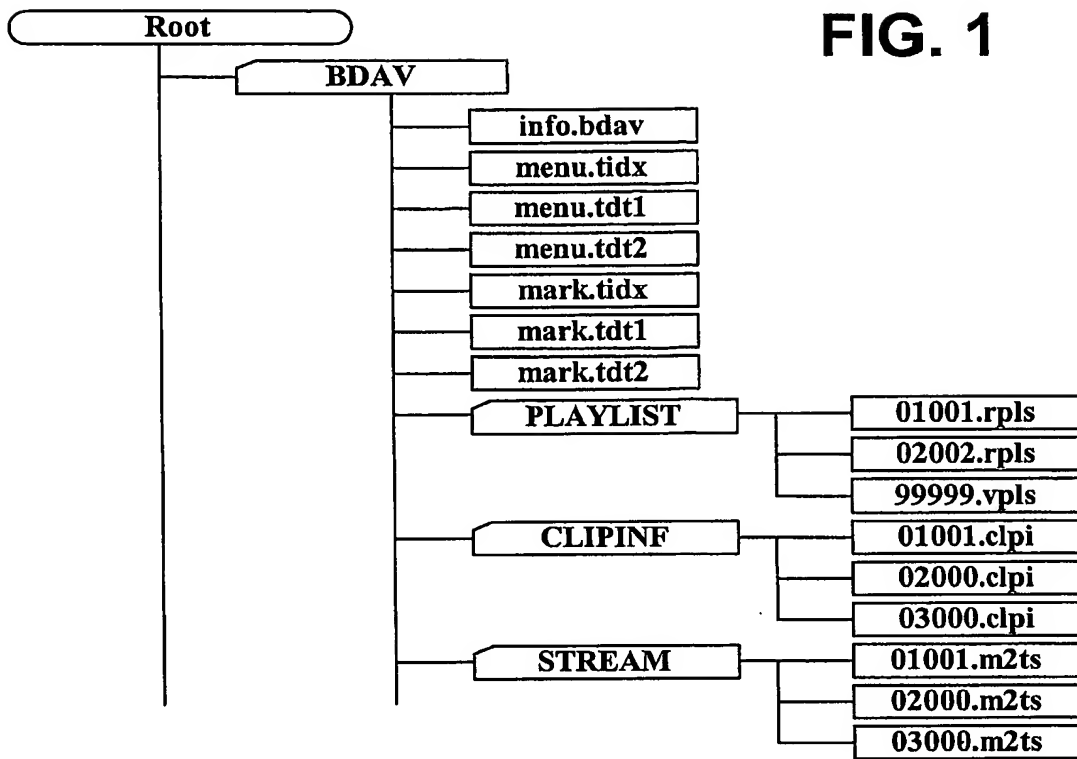 FIG. 1
Root
BDAV
info.bdav
menu.tidx
menu.tdt1
menu.tdt2
mark.tidx
mark.tdt1
mark.tdt2
PLAYLIST
01001.rpls
02002.rpls
99999.vpls
CLIPINF
01001.clpi
02000.clpi
03000.clpi
STREAM
01001.m2ts
02000.m2ts
03000.m2ts